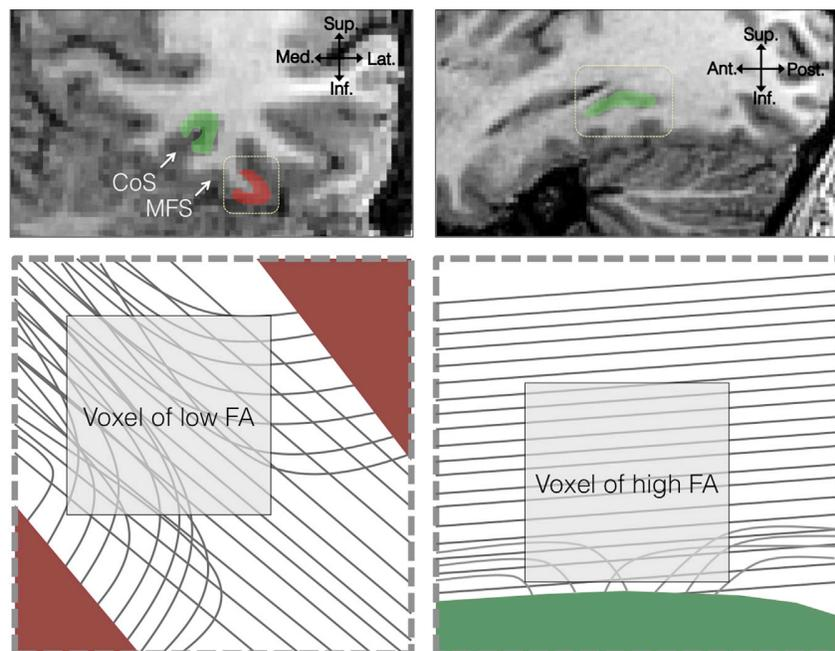 Sup.
Med. Lat.
Inf.
CoS
MFS
Sup.
Ant. Post.
Inf.
Voxel of low FA
Voxel of high FA